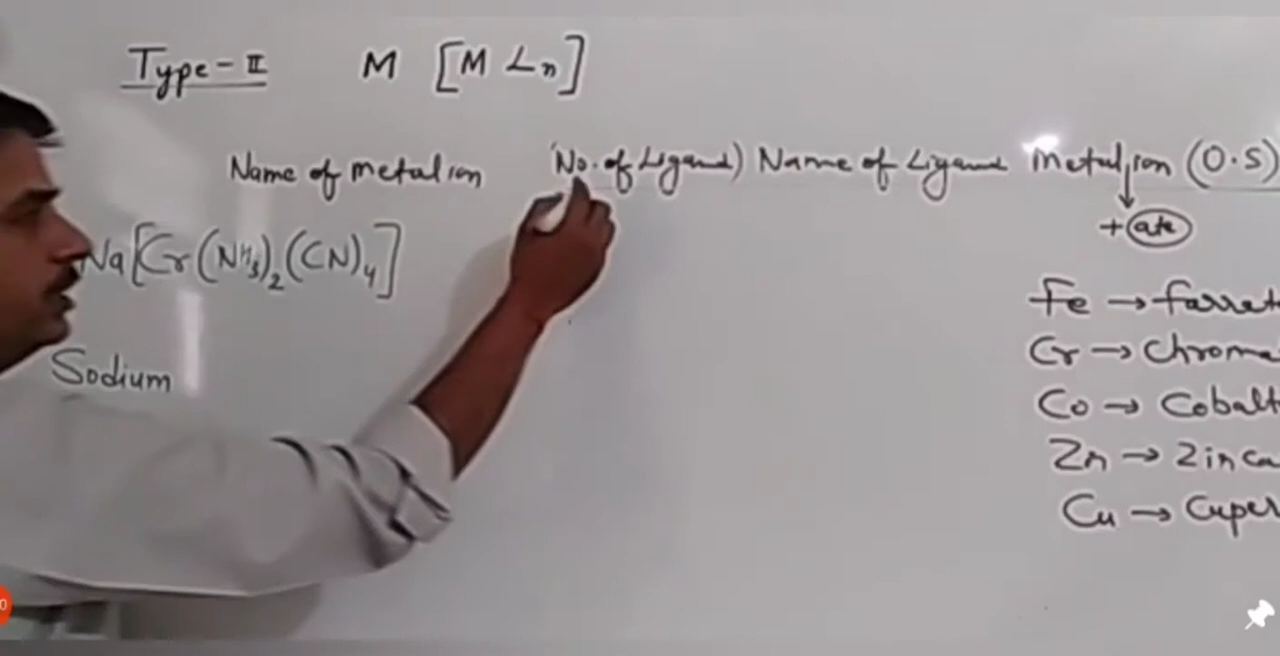 Type-II M [M Ln]
Name of metal ion (No. of Ligand) Name of Ligand Metal ion (O.S)
+ate
Na[Cr(NH3)2(CN)4]
Fe → farrat
Cr → Chroma
Sodium
Co → Cobalt
Zn → Zinca
Cu → Cuper